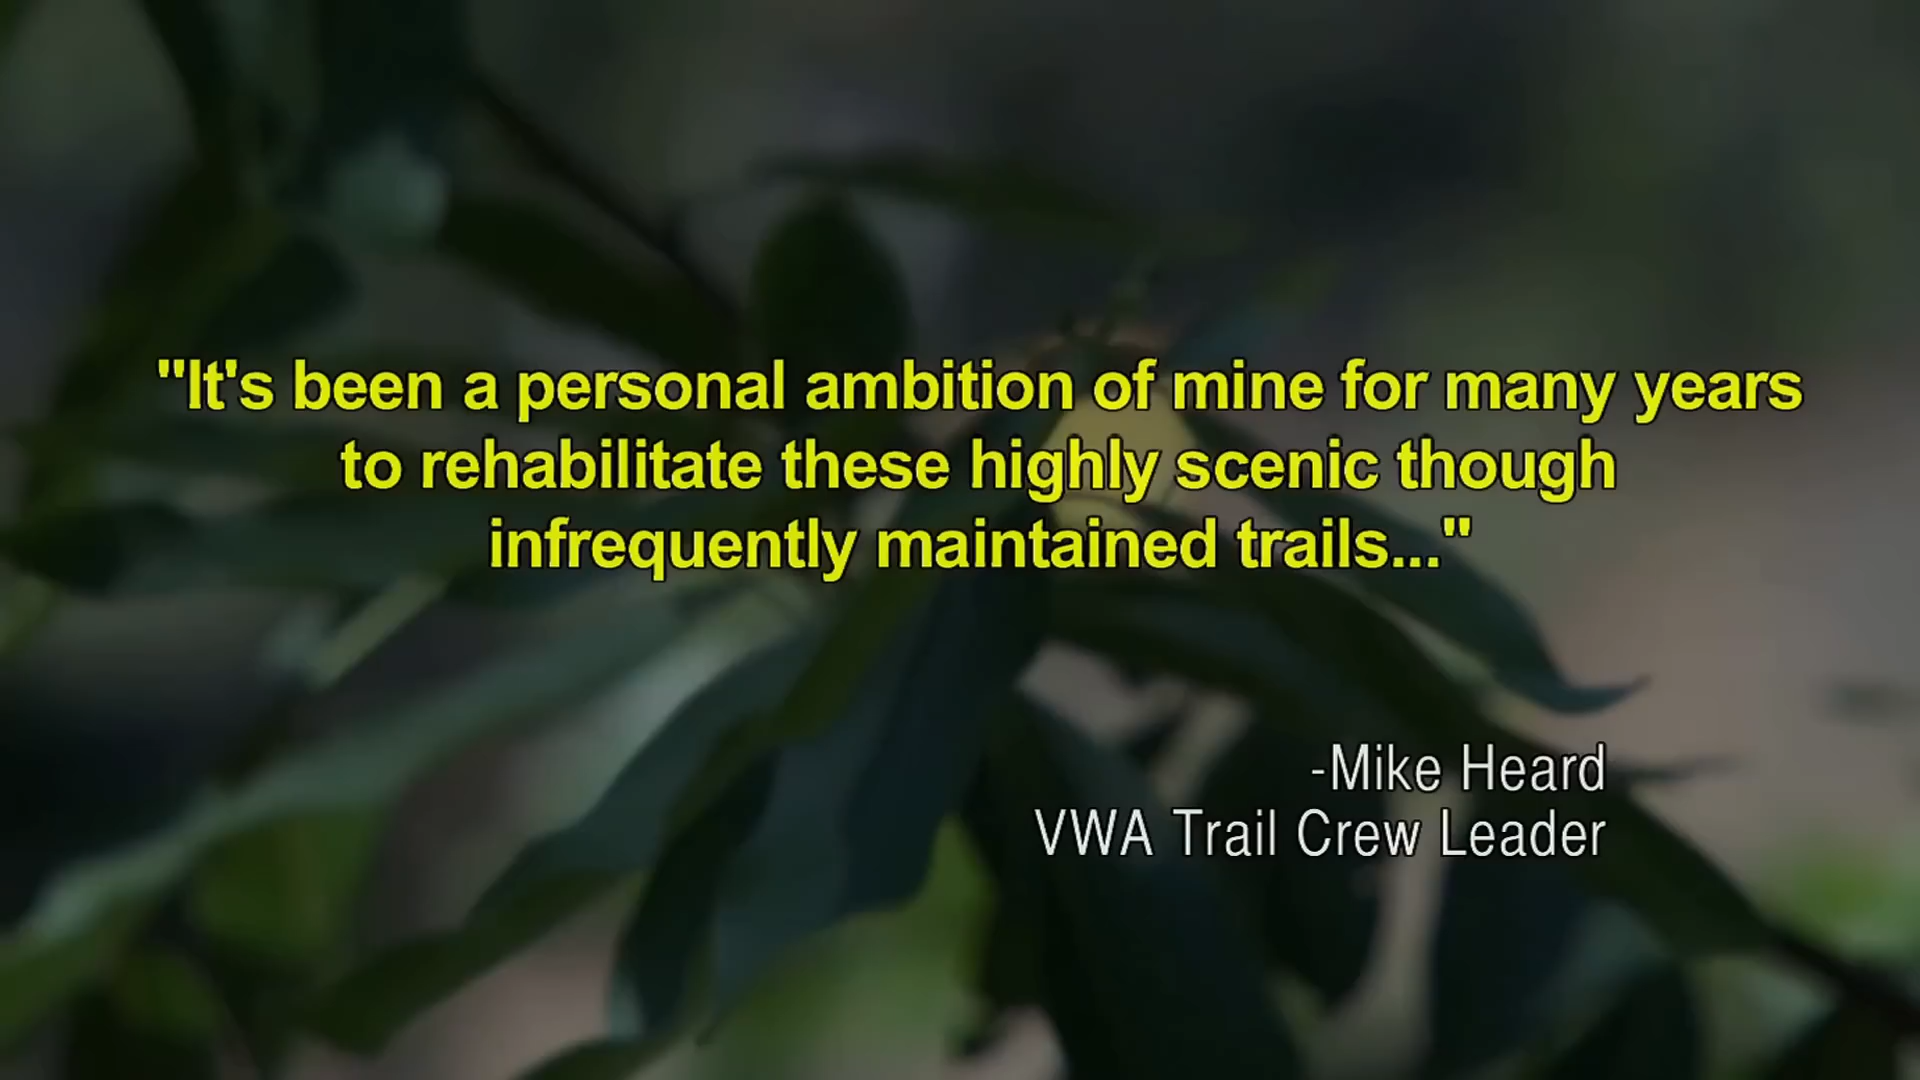 "It's been a personal ambition of mine for many years
to rehabilitate these highly scenic though
infrequently maintained trails..."
-Mike Heard
VWA Trail Crew Leader